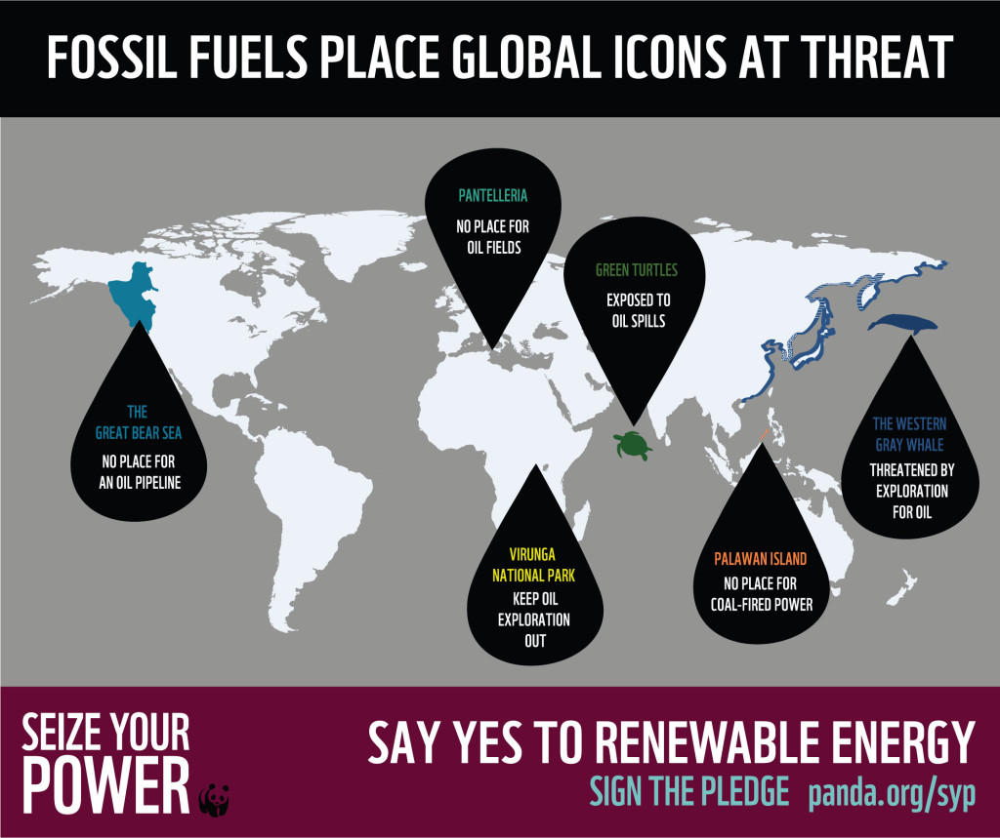 FOSSIL FUELS PLACE GLOBAL ICONS AT THREAT
PANTELLERIA
NO PLACE FOR
OIL FIELDS
GREEN TURTLES
EXPOSED TO
OIL SPILLS
THE
GREAT BEAR SEA
NO PLACE FOR
AN OIL PIPELINE
THE WESTERN
GRAY WHALE
THREATENED BY
EXPLORATION
FOR OIL
VIRUNGA
NATIONAL PARK
KEEP OIL
EXPLORATION
OUT
PALAWAN ISLAND
NO PLACE FOR
COAL-FIRED POWER
SEIZE YOUR
POWER
SAY YES TO RENEWABLE ENERGY
SIGN THE PLEDGE panda.org/syp